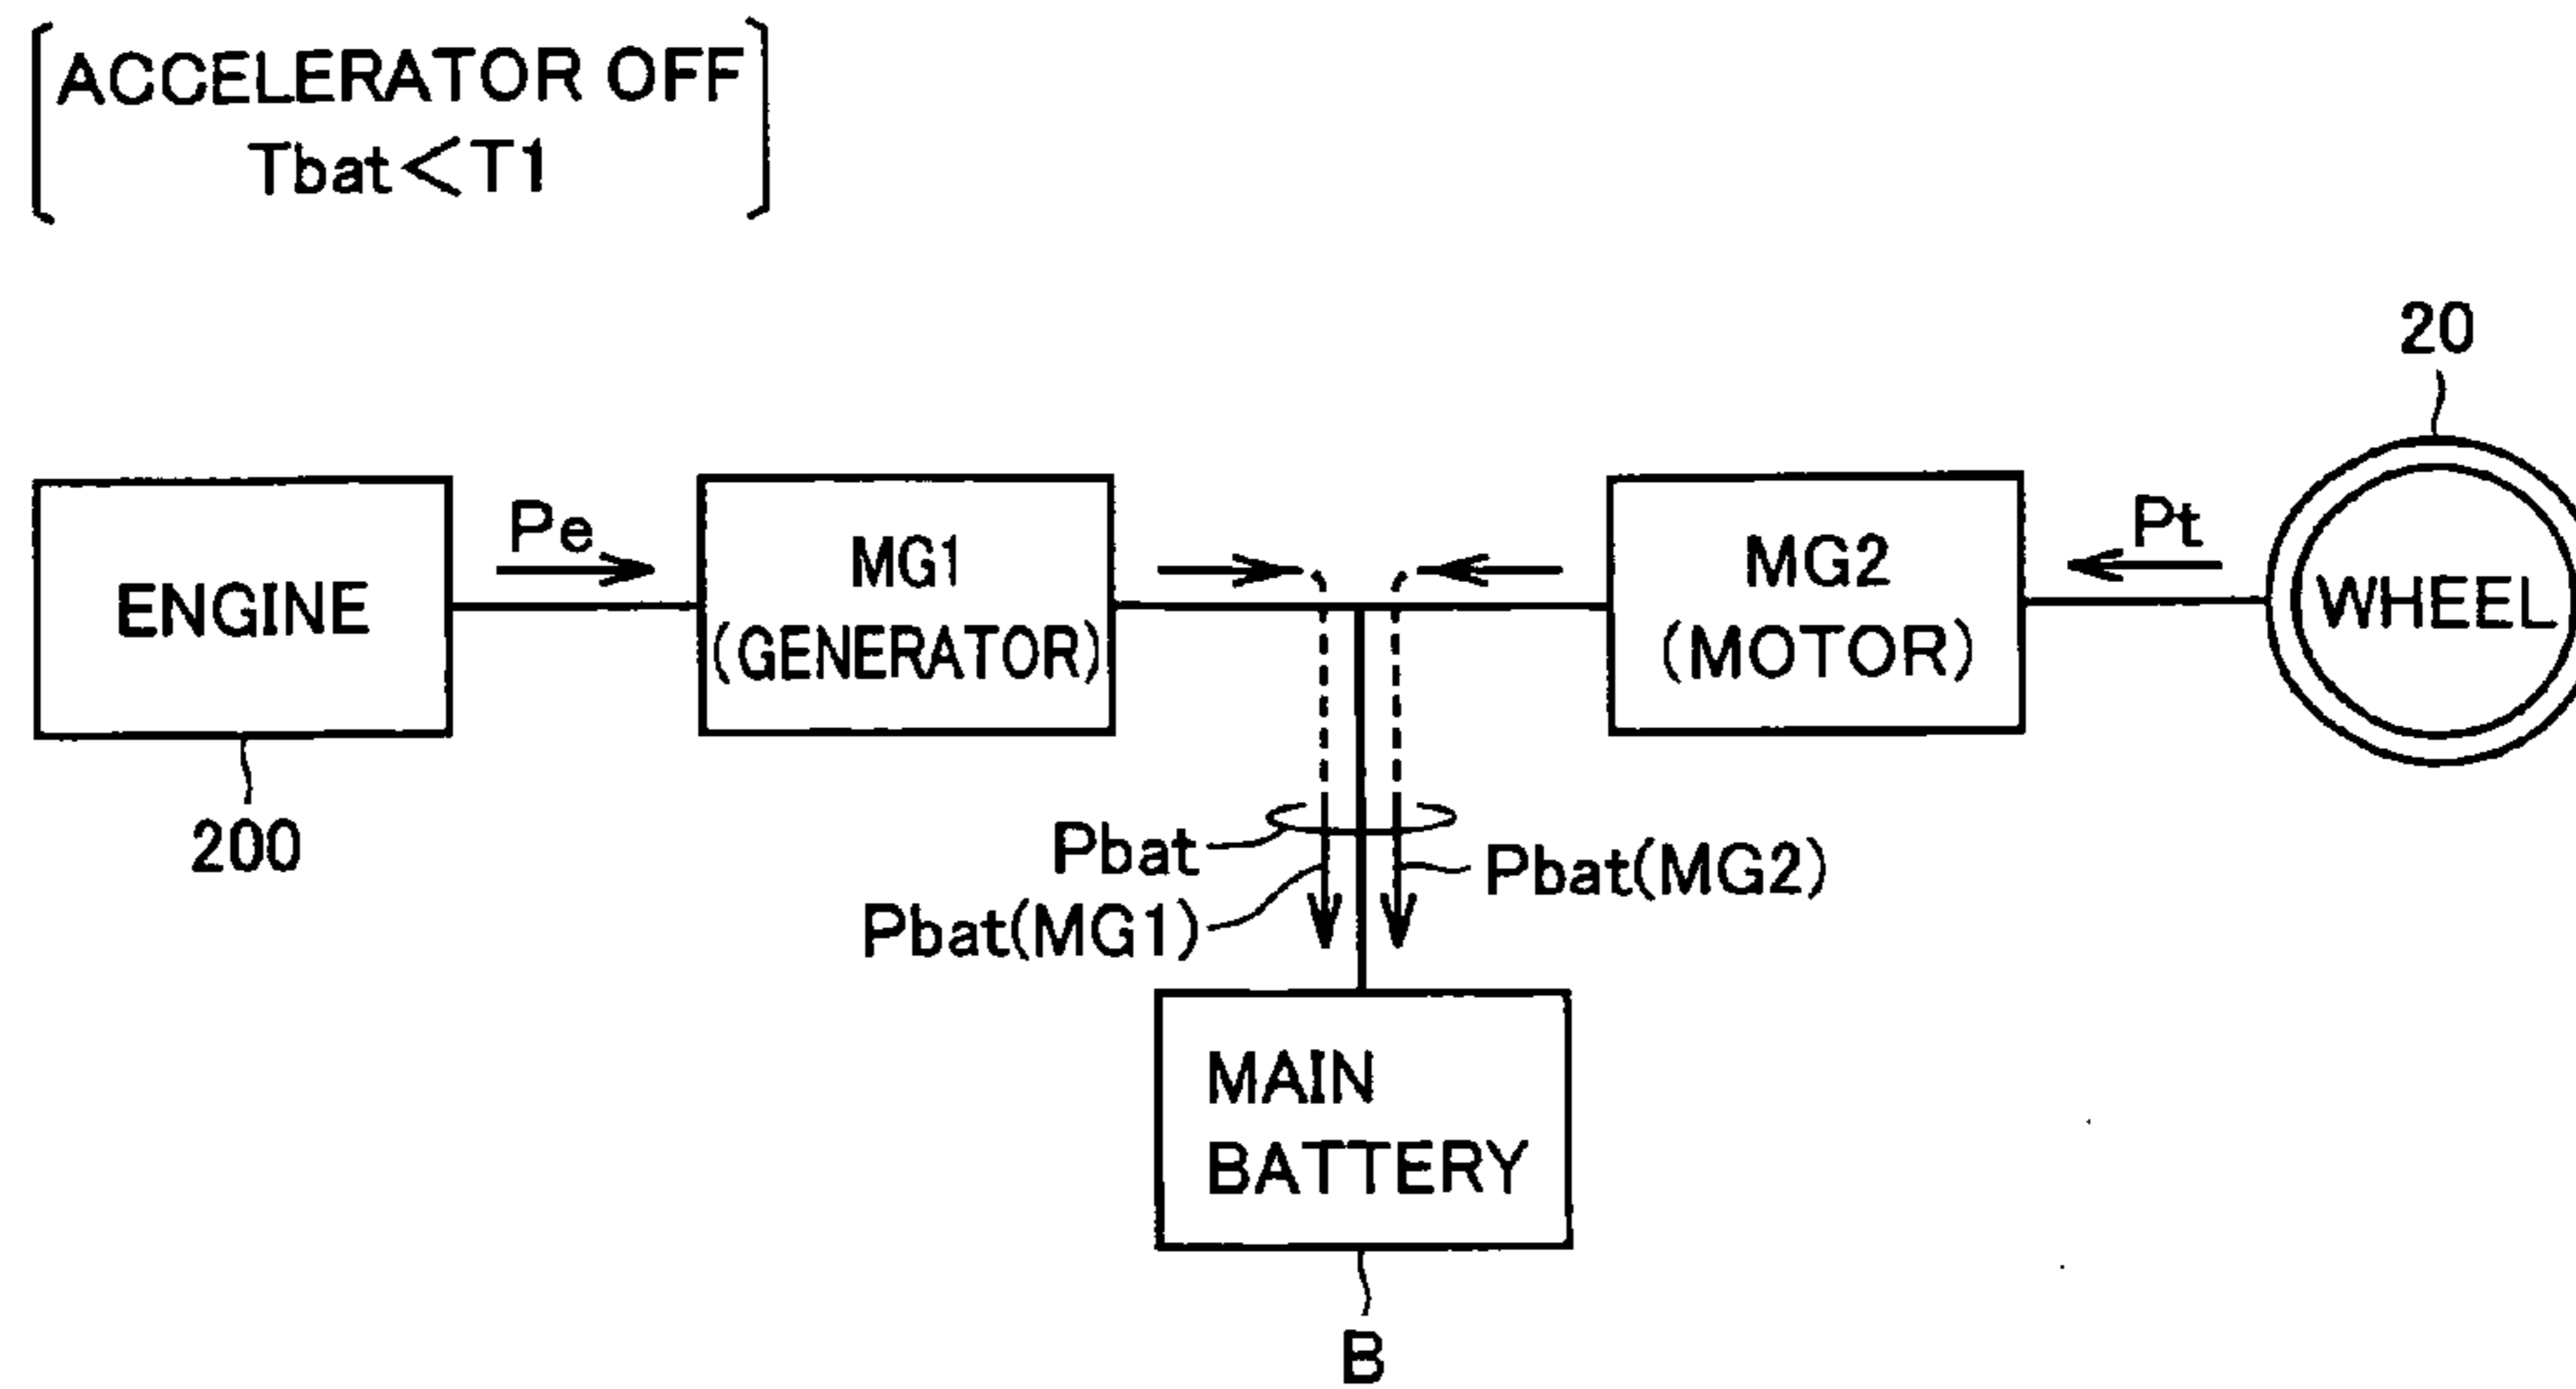 ACCELERATOR OFF
Tbat<T1
20
Pe
Pt
ENGINE
MG1
(GENERATOR)
MG2
(MOTOR)
WHEEL
200
Pbat
Pbat(MG2)
Pbat(MG1)
MAIN
BATTERY
B